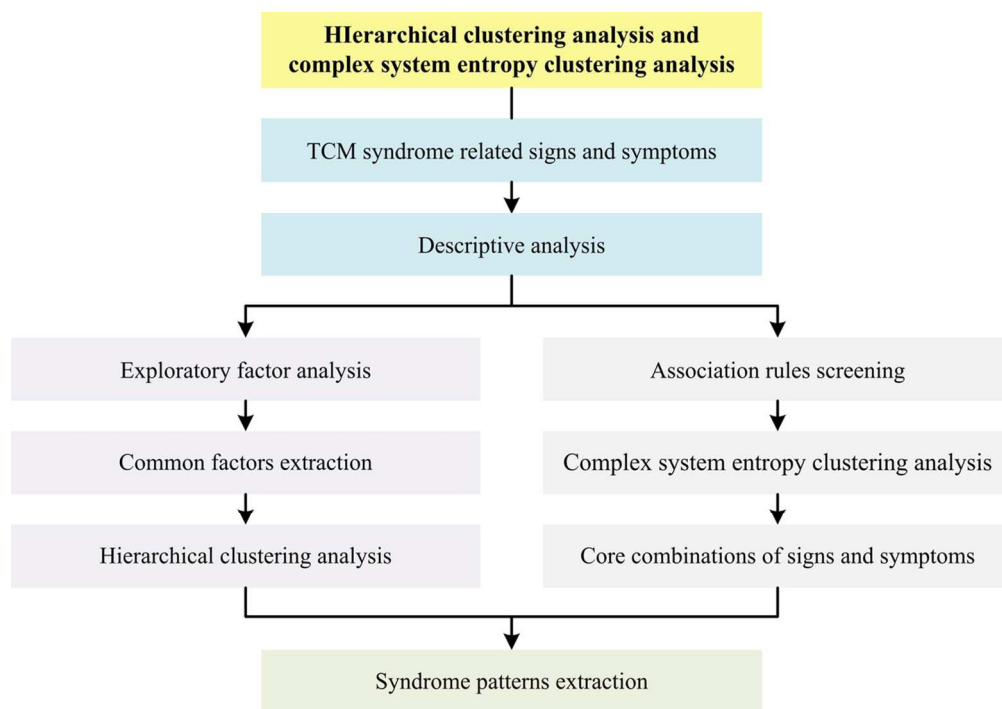 HIerarchical clustering analysis and
complex system entropy clustering analysis
TCM syndrome related signs and symptoms
Descriptive analysis
Exploratory factor analysis
Association rules screening
Common factors extraction
Complex system entropy clustering analysis
Hierarchical clustering analysis
Core combinations of signs and symptoms
Syndrome patterns extraction